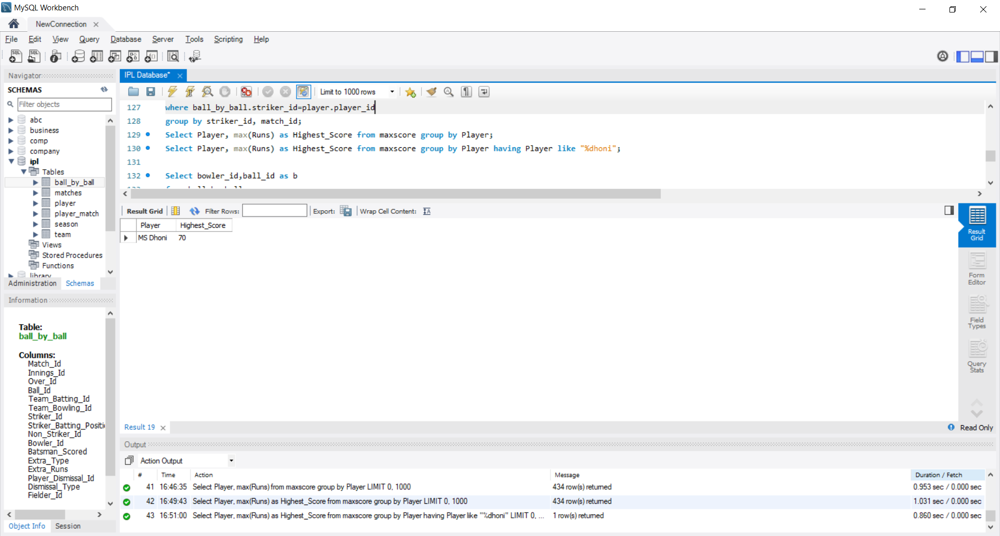 MySQL Workbench
NewConnection
File Edit View Query Database Server Tools Scripting Help
Navigator
SCHEMAS
Filter objects
abc
business
comp
company
ipl
Tables
ball_by_ball
matches
player
player_match
season
team
Views
Stored Procedures
Functions
library
Administration Schemas
Information
Table:
ball_by_ball
Columns:
Match_Id
Innings_Id
Over_Id
Ball_Id
Team_Batting_Id
Team_Bowling_Id
Striker_Id
Striker_Batting_Positi
Non_Striker_Id
Bowler_Id
Batsman_Scored
Extra_Type
Extra_Runs
Player_Dismissal_Id
Dismissal_Type
Fielder_Id
Object Info Session
IPL Database*
Limit to 1000 rows
127 where ball_by_ball.striker_id=player.player_id
128 group by striker_id, match_id;
129 Select Player, max(Runs) as Highest_Score from maxscore group by Player;
130 Select Player, max(Runs) as Highest_Score from maxscore group by Player having Player like "%dhoni";
131
132 Select bowler_id,ball_id as b
Result Grid Filter Rows: Export: Wrap Cell Content:
Player Highest_Score
MS Dhoni 70
Result Grid
Form Editor
Field Types
Query Stats
Result 19
Read Only
Output
Action Output
# Time Action Message Duration / Fetch
41 16:46:35 Select Player, max(Runs) from maxscore group by Player LIMIT 0, 1000 434 row(s) returned 0.953 sec / 0.000 sec
42 16:49:43 Select Player, max(Runs) as Highest_Score from maxscore group by Player LIMIT 0, 1000 434 row(s) returned 1.031 sec / 0.000 sec
43 16:51:00 Select Player, max(Runs) as Highest_Score from maxscore group by Player having Player like "%dhoni" LIMIT 0, ... 1 row(s) returned 0.860 sec / 0.000 sec